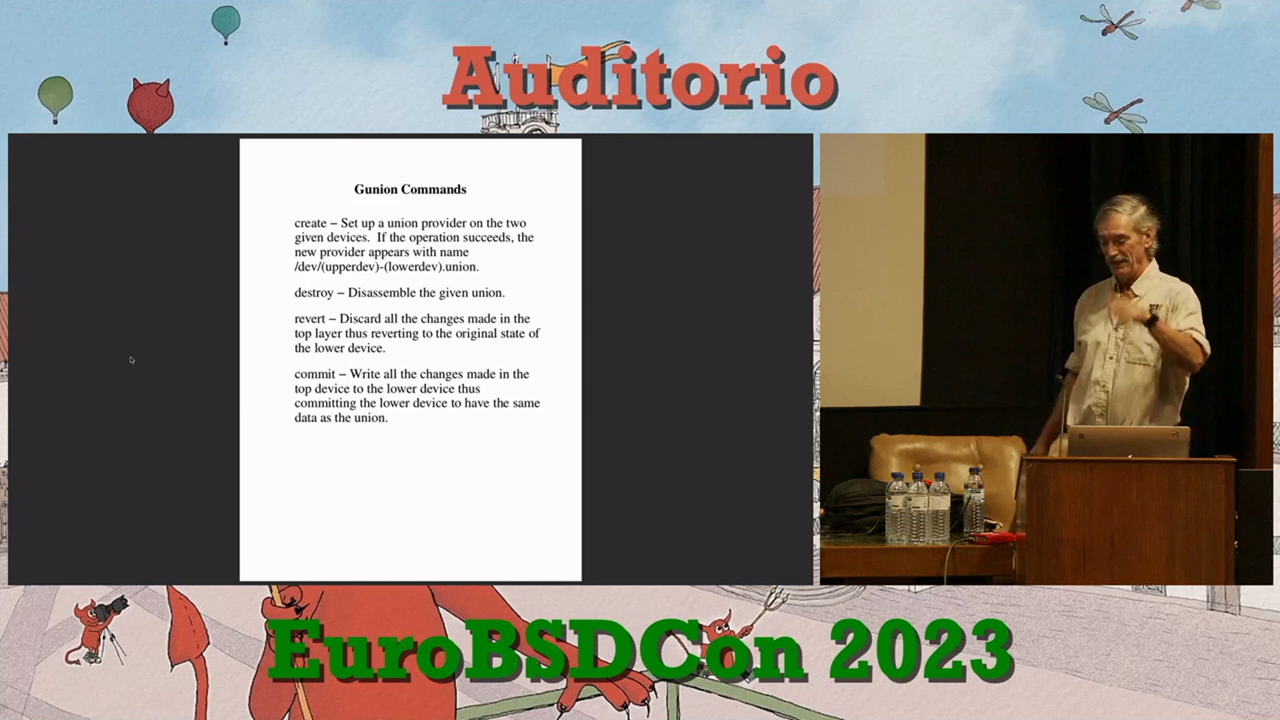 Auditorio
Gunion Commands
create – Set up a union provider on the two
given devices. If the operation succeeds, the
new provider appears with name
/dev/(upperdev)-(lowerdev).union.
destroy – Disassemble the given union.
revert – Discard all the changes made in the
top layer thus reverting to the original state of
the lower device.
commit – Write all the changes made in the
top device to the lower device thus
committing the lower device to have the same
data as the union.
EuroBSDCon 2023